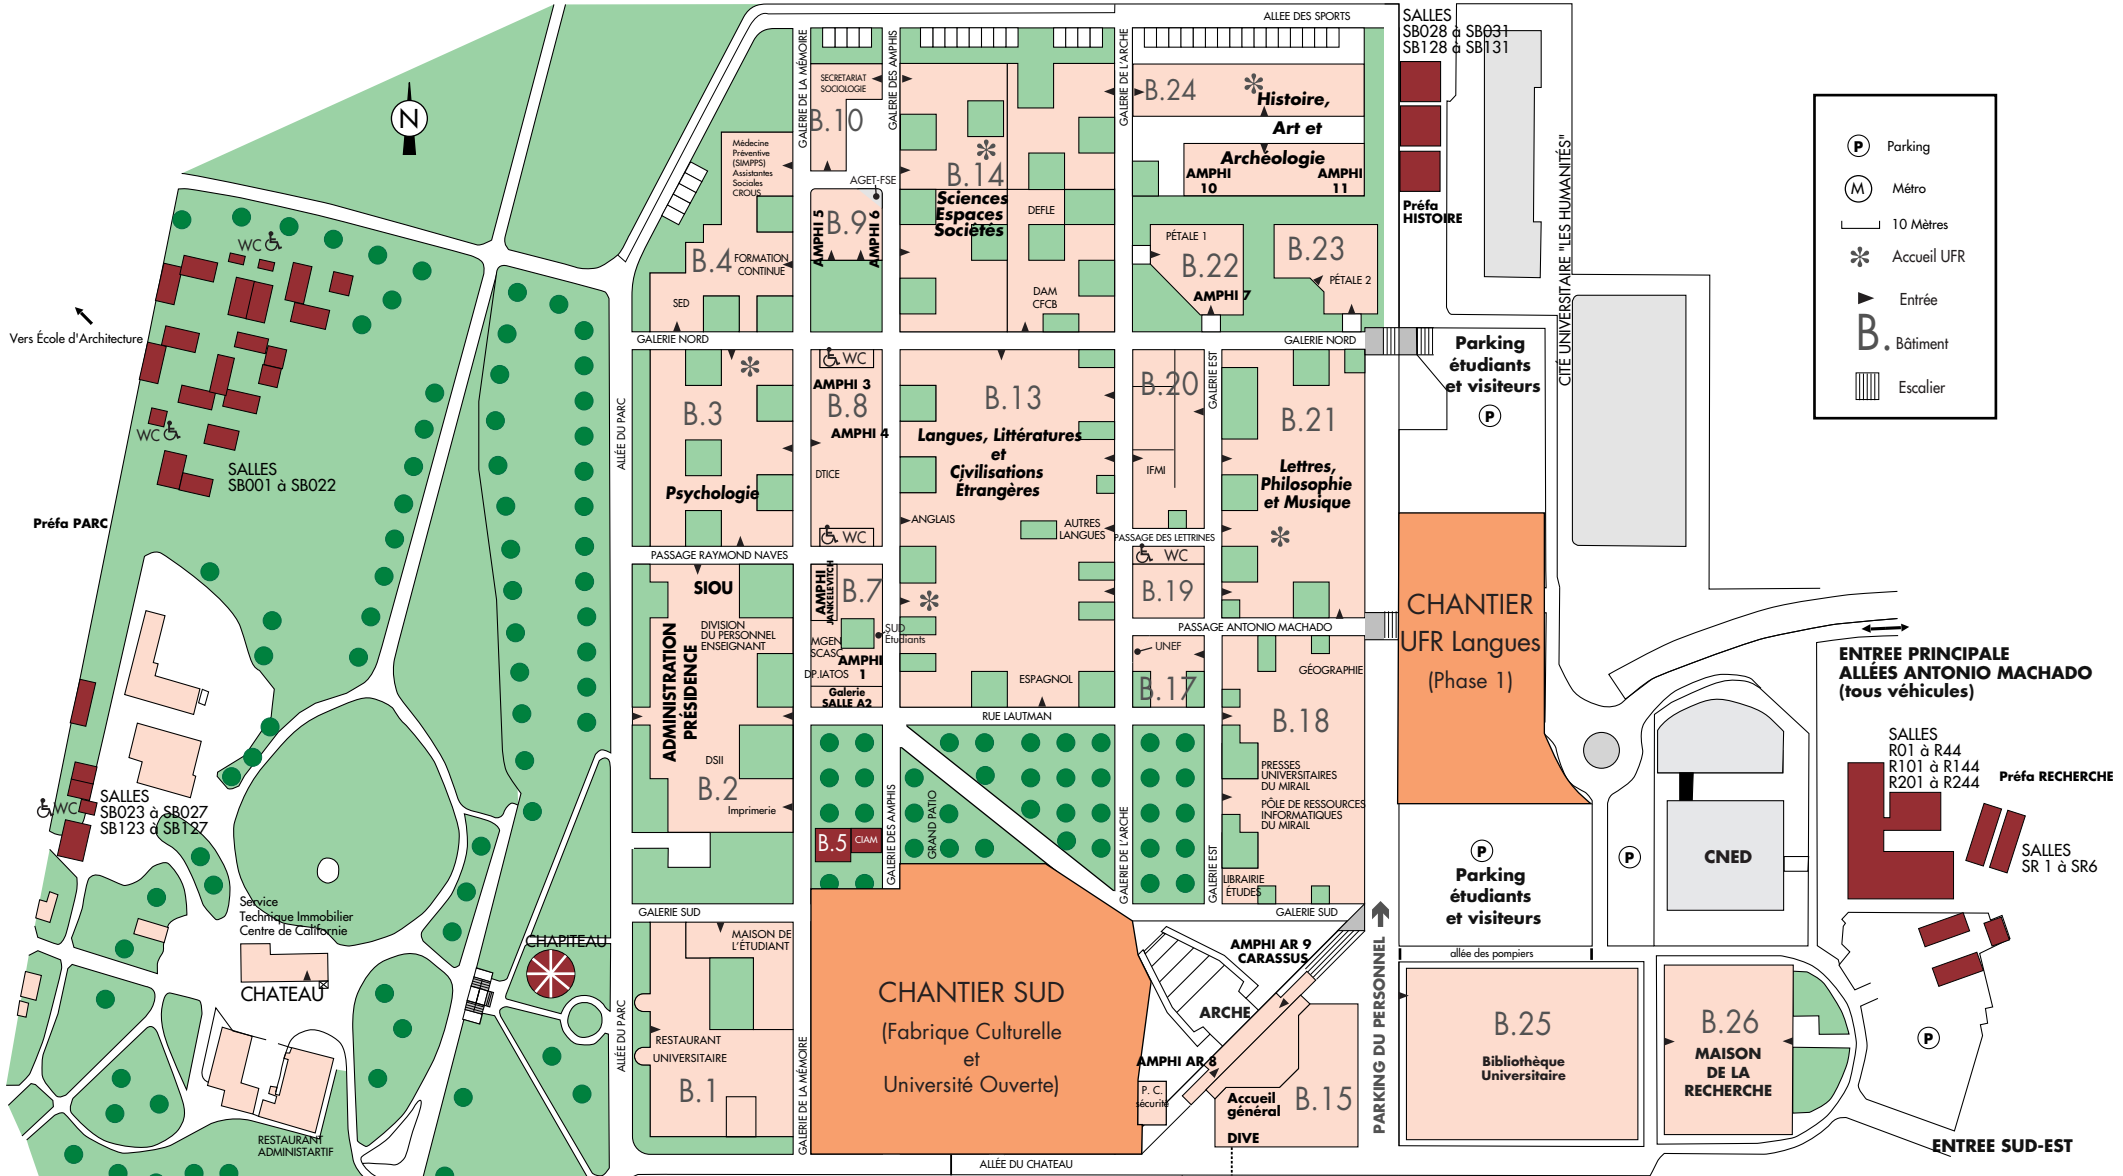 ALLEE DES SPORTS
SALLES
SB028 à SB031
SB128 à SB131
Préfa
HISTOIRE
N
GALERIE DE LA MÉMOIRE
GALERIE DES AMPHIS
GALERIE DE L'ARCHE
SECRETARIAT
SOCIOLOGIE
B.10
Médecine
Préventive
(SIMPPS)
Assistantes
Sociales
CROUS
AGET-FSE
B.4
FORMATION
CONTINUE
SED
AMPHI 5
B.9
AMPHI 6
B.14
Sciences
Espaces
Sociétés
DEFLE
DAM
CFCB
B.24
Histoire,
Art et
Archéologie
AMPHI
10
AMPHI
11
PÉTALE 1
B.22
AMPHI 7
B.23
PÉTALE 2
CITÉ UNIVERSITAIRE "LES HUMANITÉS"
P
Parking
M
Métro
10 Mètres
Accueil UFR
Entrée
B.
Bâtiment
Escalier
WC
Vers École d'Architecture
WC
SALLES
SB001 à SB022
Préfa PARC
GALERIE NORD
GALERIE NORD
ALLÉE DU PARC
B.3
Psychologie
WC
AMPHI 3
B.8
AMPHI 4
DTICE
WC
B.13
Langues, Littératures
et
Civilisations
Étrangères
ANGLAIS
AUTRES
LANGUES
ESPAGNOL
B.20
IFMI
GALERIE EST
B.21
Lettres,
Philosophie
et Musique
Parking
étudiants
et visiteurs
P
PASSAGE RAYMOND NAVES
PASSAGE DES LETTRINES
WC
B.19
PASSAGE ANTONIO MACHADO
SIOU
DIVISION
DU PERSONNEL
ENSEIGNANT
ADMINISTRATION
PRÉSIDENCE
DSII
B.2
Imprimerie
AMPHI
JANKELEVITCH
B.7
SUD
Étudiants
MGEN
SCASC
AMPHI
1
DP.IATOS
Galerie
SALLE A2
UNEF
B.17
GÉOGRAPHIE
B.18
PRESSES
UNIVERSITAIRES
DU MIRAIL
PÔLE DE RESSOURCES
INFORMATIQUES
DU MIRAIL
LIBRAIRIE
ÉTUDES
RUE LAUTMAN
CHANTIER
UFR Langues
(Phase 1)
ENTREE PRINCIPALE
ALLÉES ANTONIO MACHADO
(tous véhicules)
SALLES
R01 à R44
R101 à R144
R201 à R244
Préfa RECHERCHE
SALLES
SR 1 à SR6
CNED
P
P
Parking
étudiants
et visiteurs
WC
SALLES
SB023 à SB027
SB123 à SB127
B.5
CIAM
GALERIE DES AMPHIS
GRAND PATIO
GALERIE DE L'ARCHE
GALERIE EST
Service
Technique Immobilier
Centre de Californie
CHATEAU
CHAPITEAU
GALERIE SUD
GALERIE SUD
MAISON DE
L'ÉTUDIANT
ALLÉE DU PARC
RESTAURANT
UNIVERSITAIRE
B.1
GALERIE DE LA MÉMOIRE
CHANTIER SUD
(Fabrique Culturelle
et
Université Ouverte)
AMPHI AR 9
CARASSUS
ARCHE
AMPHI AR 8
P. C.
sécurité
Accueil
général
DIVE
B.15
PARKING DU PERSONNEL
allée des pompiers
B.25
Bibliothèque
Universitaire
B.26
MAISON
DE LA
RECHERCHE
P
RESTAURANT
ADMINISTARTIF
ALLÉE DU CHATEAU
ENTREE SUD-EST